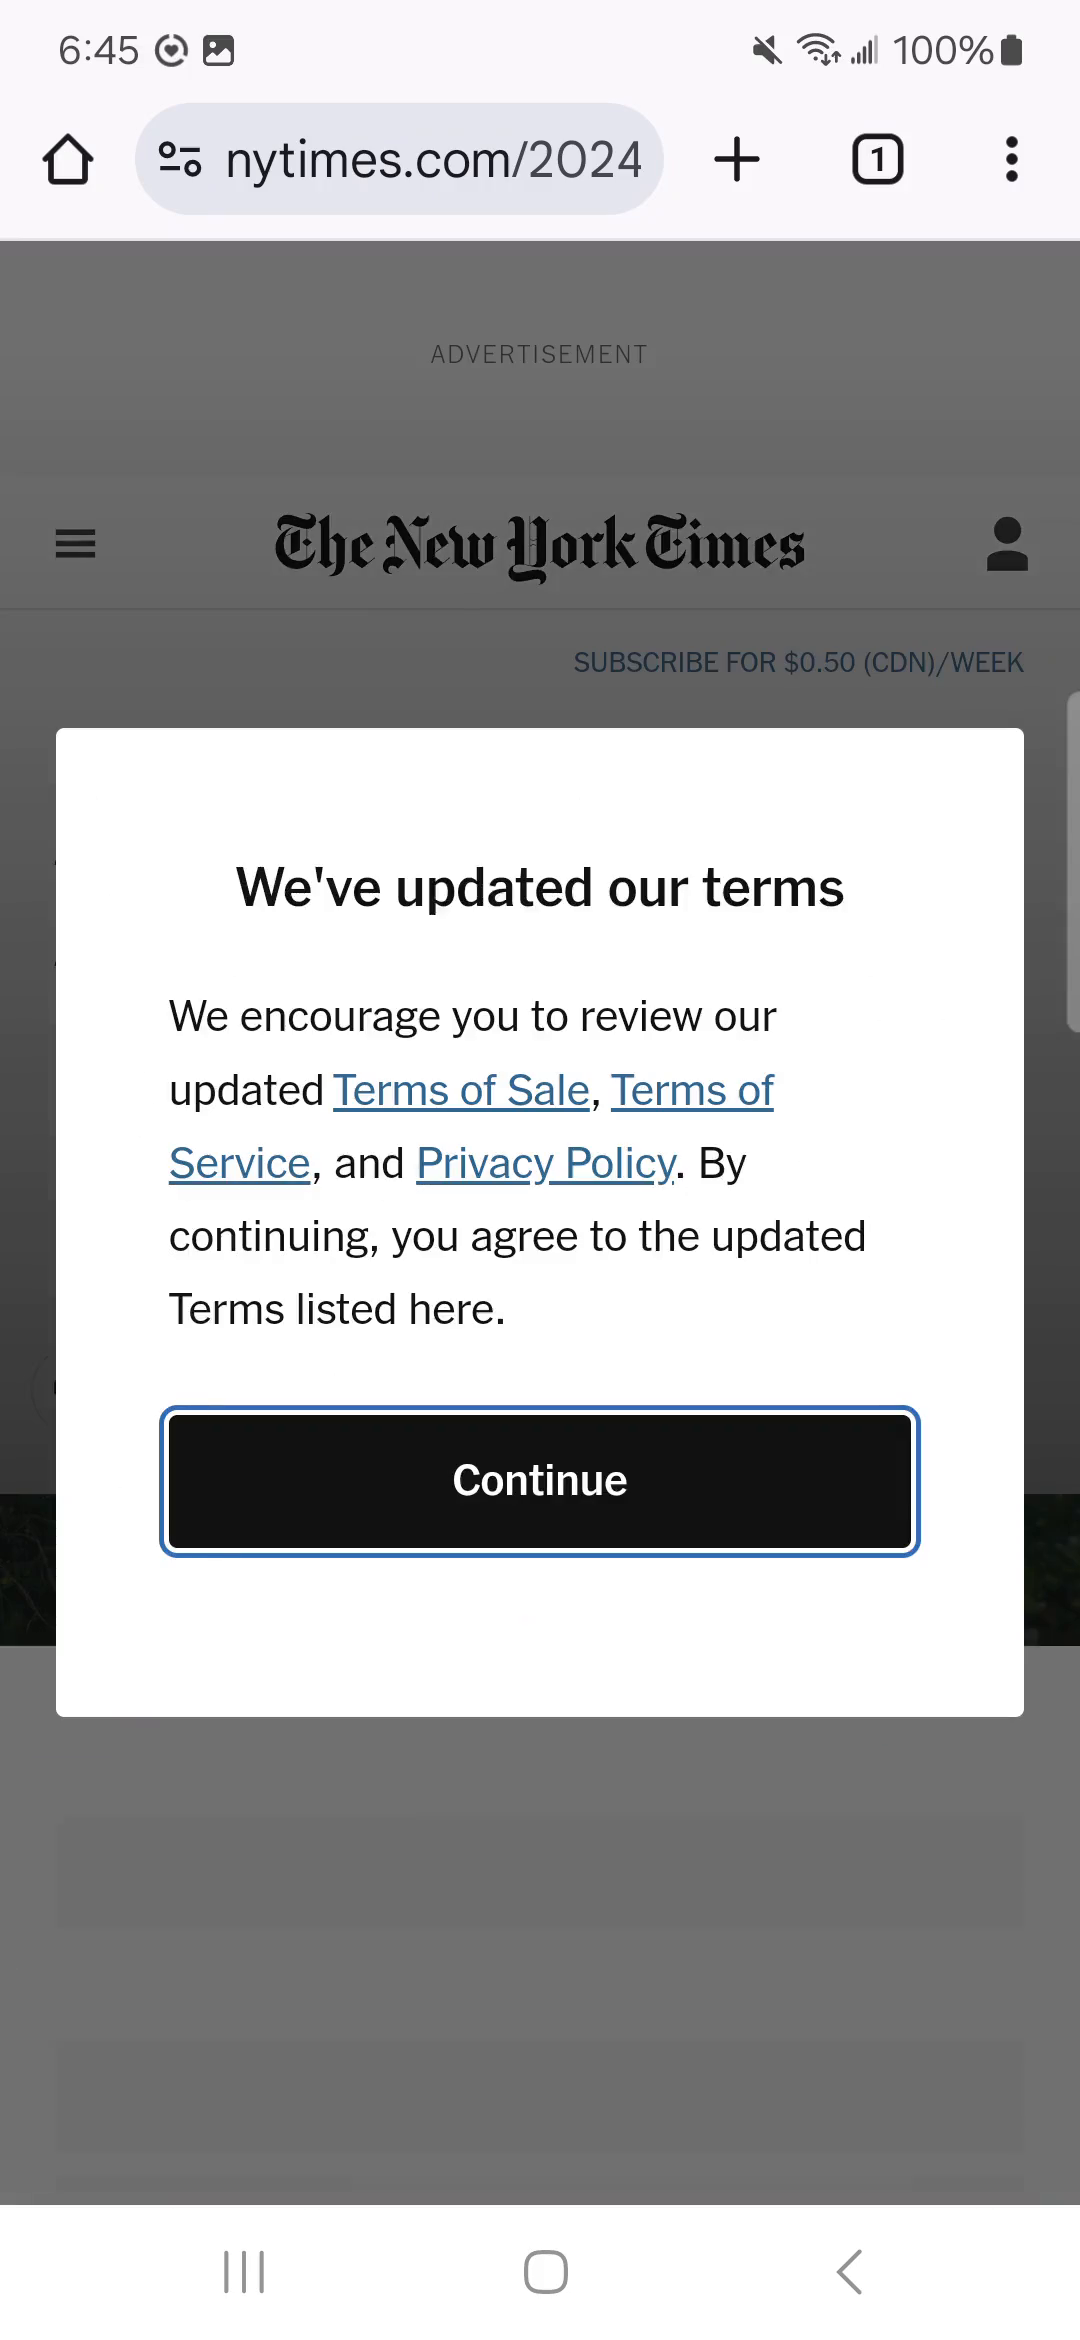 6:45
100%
nytimes.com/2024
1
ADVERTISEMENT
The New York Times
SUBSCRIBE FOR $0.50 (CDN)/WEEK
We've updated our terms
We encourage you to review our
updated Terms of Sale, Terms of
Service, and Privacy Policy. By
continuing, you agree to the updated
Terms listed here.
Continue